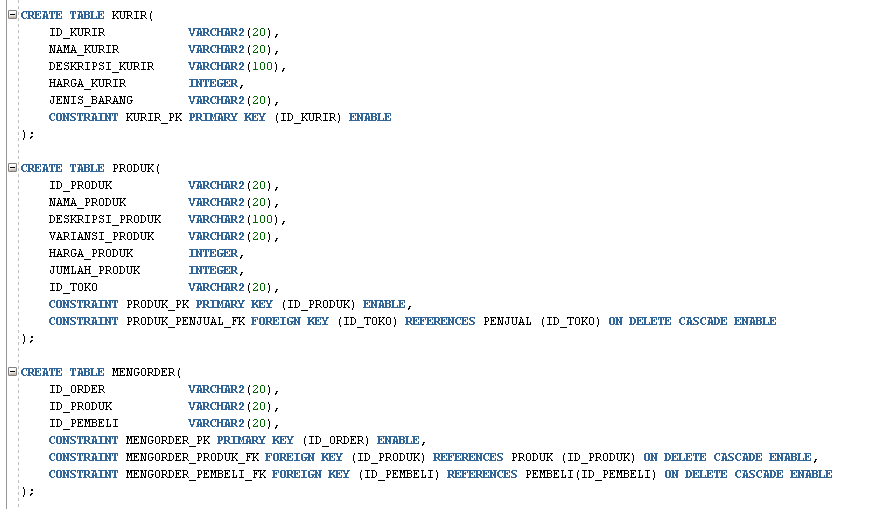 CREATE TABLE KURIR(
    ID_KURIR            VARCHAR2(20),
    NAMA_KURIR          VARCHAR2(20),
    DESKRIPSI_KURIR     VARCHAR2(100),
    HARGA_KURIR         INTEGER,
    JENIS_BARANG        VARCHAR2(20),
    CONSTRAINT KURIR_PK PRIMARY KEY (ID_KURIR) ENABLE
);

CREATE TABLE PRODUK(
    ID_PRODUK           VARCHAR2(20),
    NAMA_PRODUK         VARCHAR2(20),
    DESKRIPSI_PRODUK    VARCHAR2(100),
    VARIANSI_PRODUK     VARCHAR2(20),
    HARGA_PRODUK        INTEGER,
    JUMLAH_PRODUK       INTEGER,
    ID_TOKO             VARCHAR2(20),
    CONSTRAINT PRODUK_PK PRIMARY KEY (ID_PRODUK) ENABLE,
    CONSTRAINT PRODUK_PENJUAL_FK FOREIGN KEY (ID_TOKO) REFERENCES PENJUAL (ID_TOKO) ON DELETE CASCADE ENABLE
);

CREATE TABLE MENGORDER(
    ID_ORDER            VARCHAR2(20),
    ID_PRODUK           VARCHAR2(20),
    ID_PEMBELI          VARCHAR2(20),
    CONSTRAINT MENGORDER_PK PRIMARY KEY (ID_ORDER) ENABLE,
    CONSTRAINT MENGORDER_PRODUK_FK FOREIGN KEY (ID_PRODUK) REFERENCES PRODUK (ID_PRODUK) ON DELETE CASCADE ENABLE,
    CONSTRAINT MENGORDER_PEMBELI_FK FOREIGN KEY (ID_PEMBELI) REFERENCES PEMBELI(ID_PEMBELI) ON DELETE CASCADE ENABLE
);